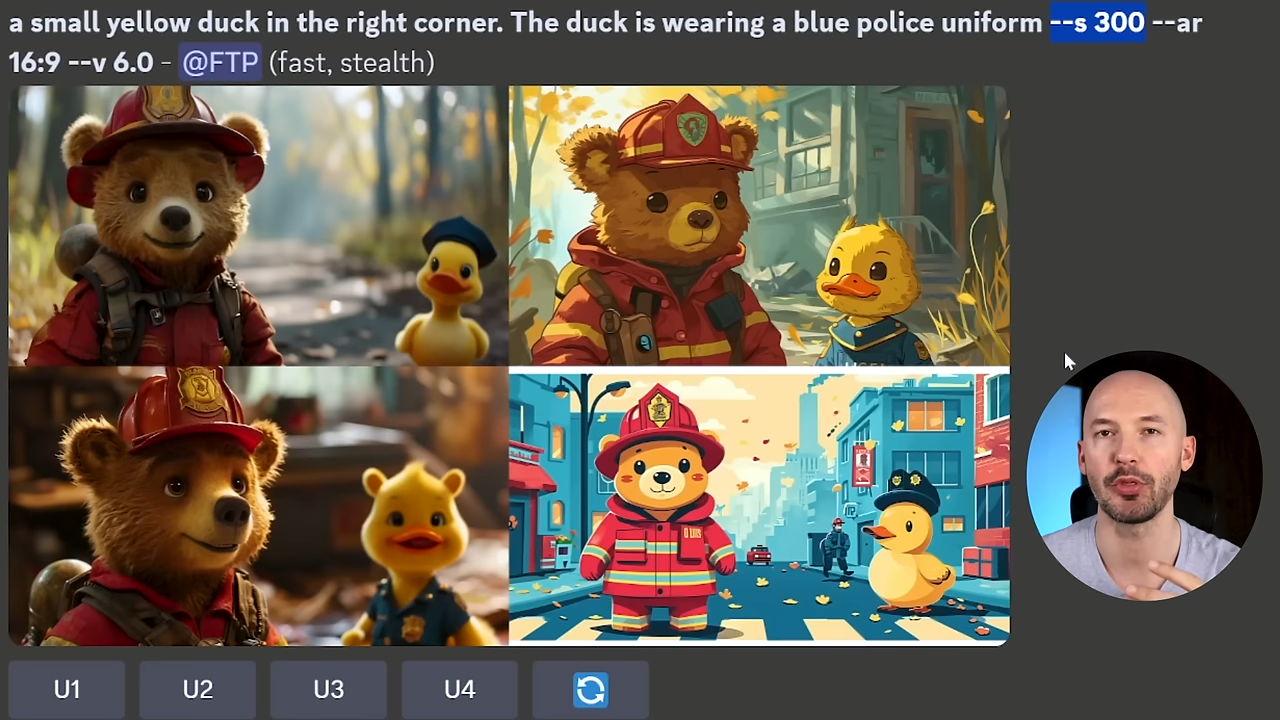 a small yellow duck in the right corner. The duck is wearing a blue police uniform --s 300 --ar
16:9 --v 6.0 - @FTP (fast, stealth)
U1 U2 U3 U4